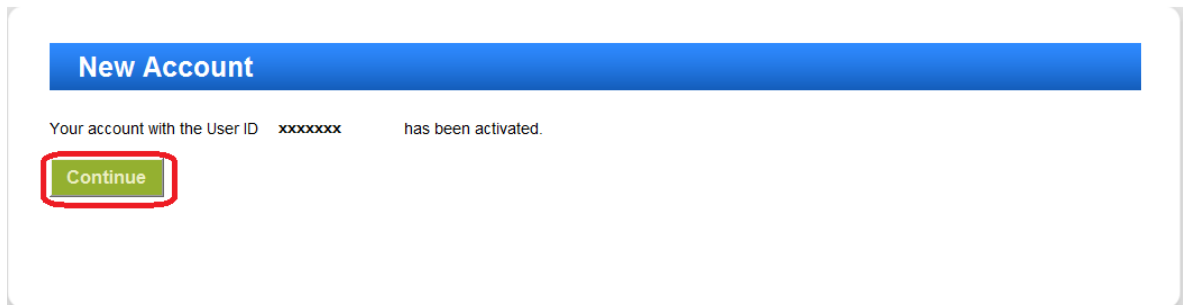 New Account
Your account with the User ID xxxxxxx has been activated.
Continue